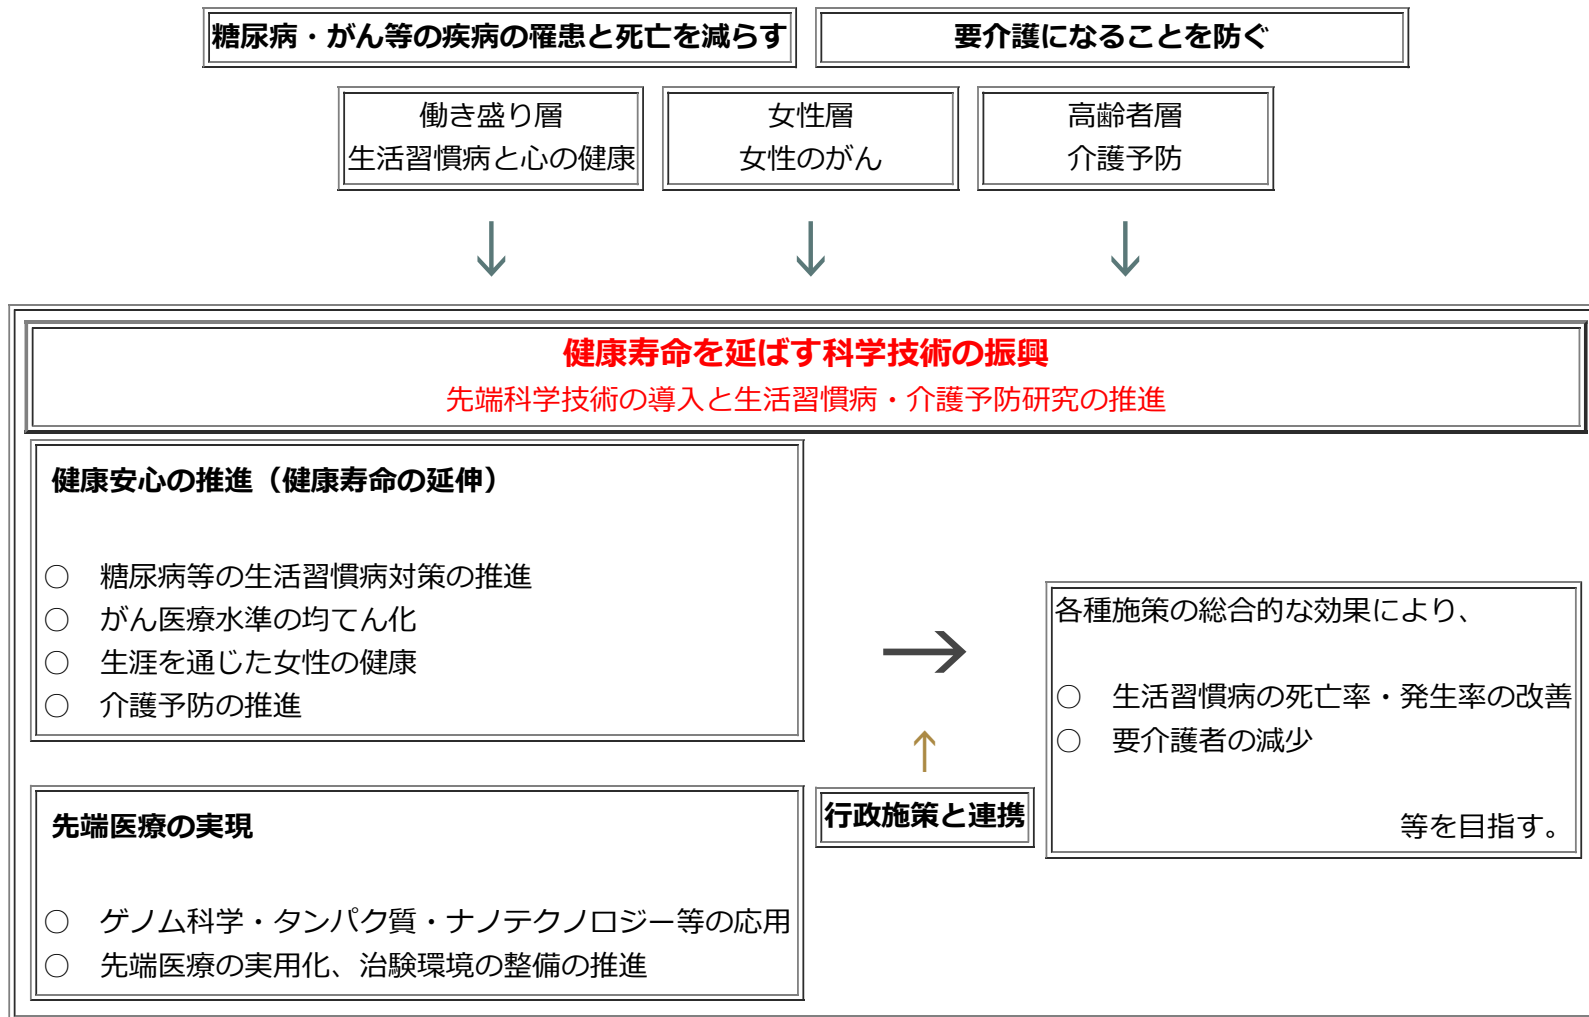 糖尿病・がん等の疾病の罹患と死亡を減らす
要介護になることを防ぐ
働き盛り層
生活習慣病と心の健康
女性層
女性のがん
高齢者層
介護予防
↓ ↓ ↓
健康寿命を延ばす科学技術の振興
先端科学技術の導入と生活習慣病・介護予防研究の推進
健康安心の推進（健康寿命の延伸）
○ 糖尿病等の生活習慣病対策の推進
○ がん医療水準の均てん化
○ 生涯を通じた女性の健康
○ 介護予防の推進
先端医療の実現
○ ゲノム科学・タンパク質・ナノテクノロジー等の応用
○ 先端医療の実用化、治験環境の整備の推進
→
↑
行政施策と連携
各種施策の総合的な効果により、
○ 生活習慣病の死亡率・発生率の改善
○ 要介護者の減少
等を目指す。